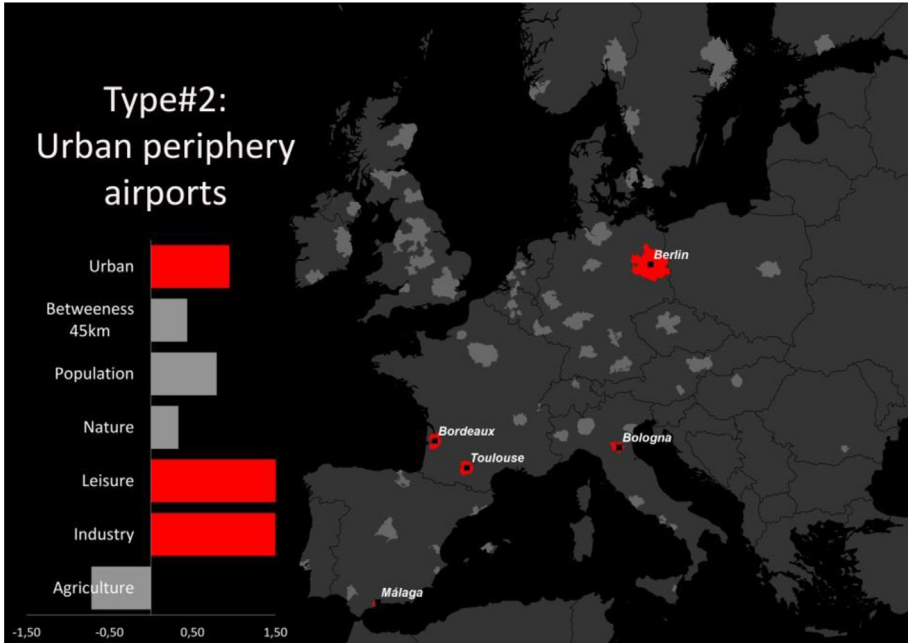 Type#2:
Urban periphery
airports
Urban
Betweeness
45km
Population
Nature
Leisure
Industry
Agriculture
-1,50 -0,50 0,50 1,50
Berlin
Bordeaux
Bologna
Toulouse
Málaga